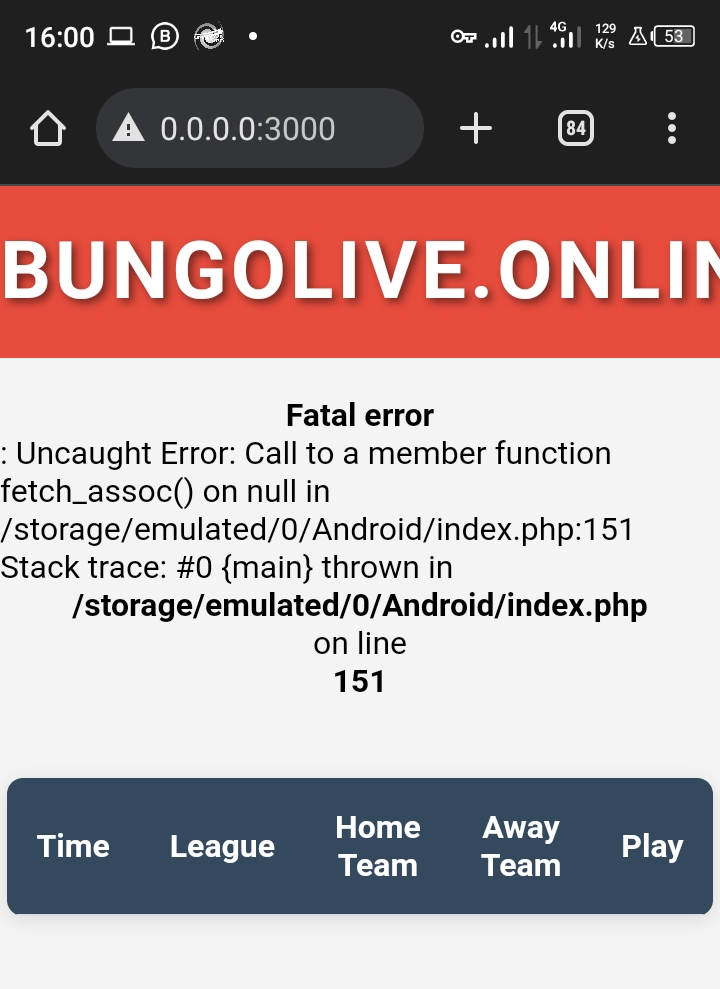 16:00 B 4G 129 K/s 53
0.0.0.0:3000 84
BUNGOLIVE.ONLIN
Fatal error
: Uncaught Error: Call to a member function
fetch_assoc() on null in
/storage/emulated/0/Android/index.php:151
Stack trace: #0 {main} thrown in
/storage/emulated/0/Android/index.php
on line
151
Time League Home Team Away Team Play